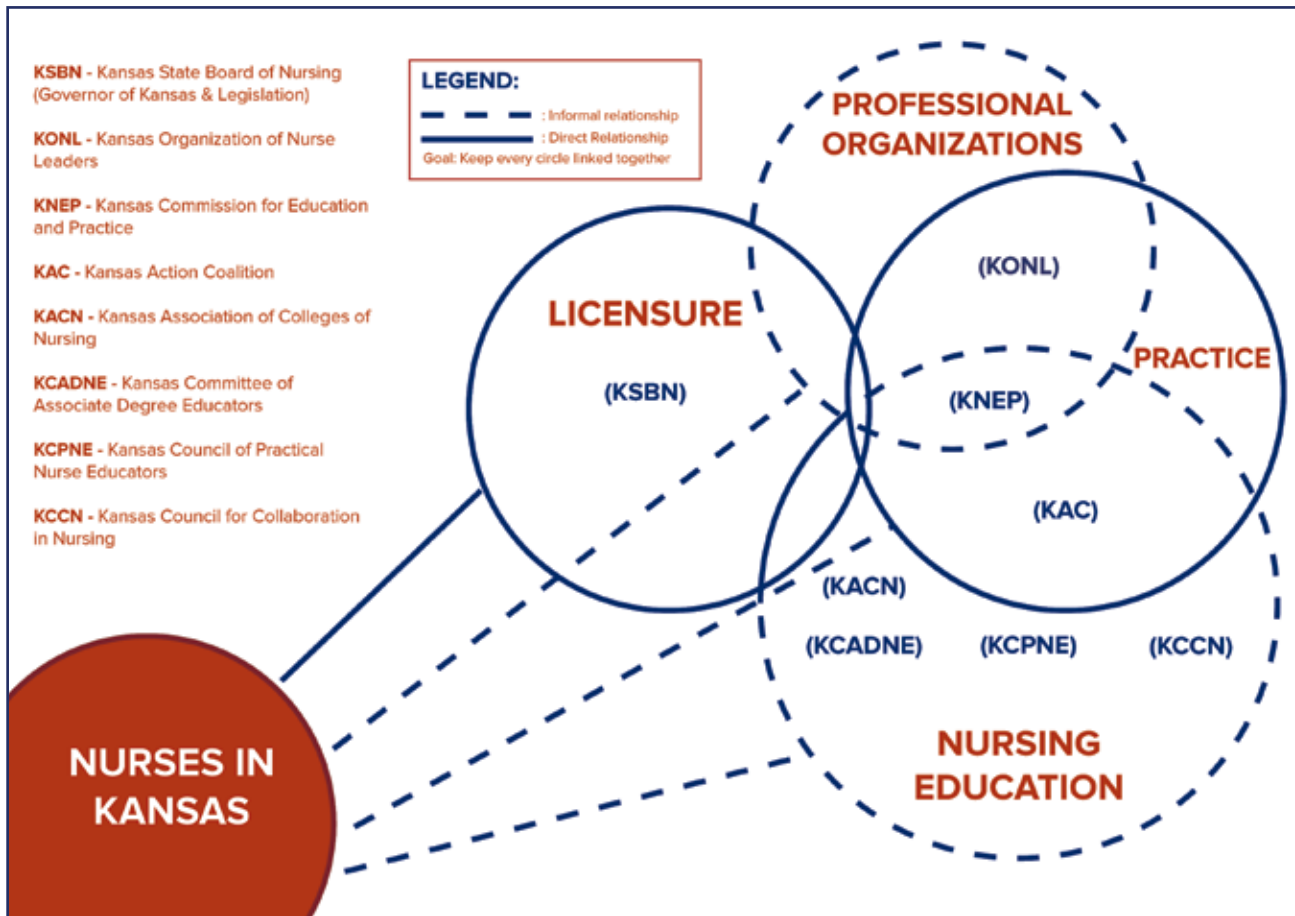 KSBN - Kansas State Board of Nursing
(Governor of Kansas & Legislation)
KONL - Kansas Organization of Nurse
Leaders
KNEP - Kansas Commission for Education
and Practice
KAC - Kansas Action Coalition
KACN - Kansas Association of Colleges of
Nursing
KCADNE - Kansas Committee of
Associate Degree Educators
KCPNE - Kansas Council of Practical
Nurse Educators
KCCN - Kansas Council for Collaboration
in Nursing
LEGEND:
: Informal relationship
: Direct Relationship
Goal: Keep every circle linked together
PROFESSIONAL
ORGANIZATIONS
(KONL)
LICENSURE
PRACTICE
(KSBN)
(KNEP)
(KAC)
(KACN)
(KCADNE) (KCPNE) (KCCN)
NURSING
EDUCATION
NURSES IN
KANSAS